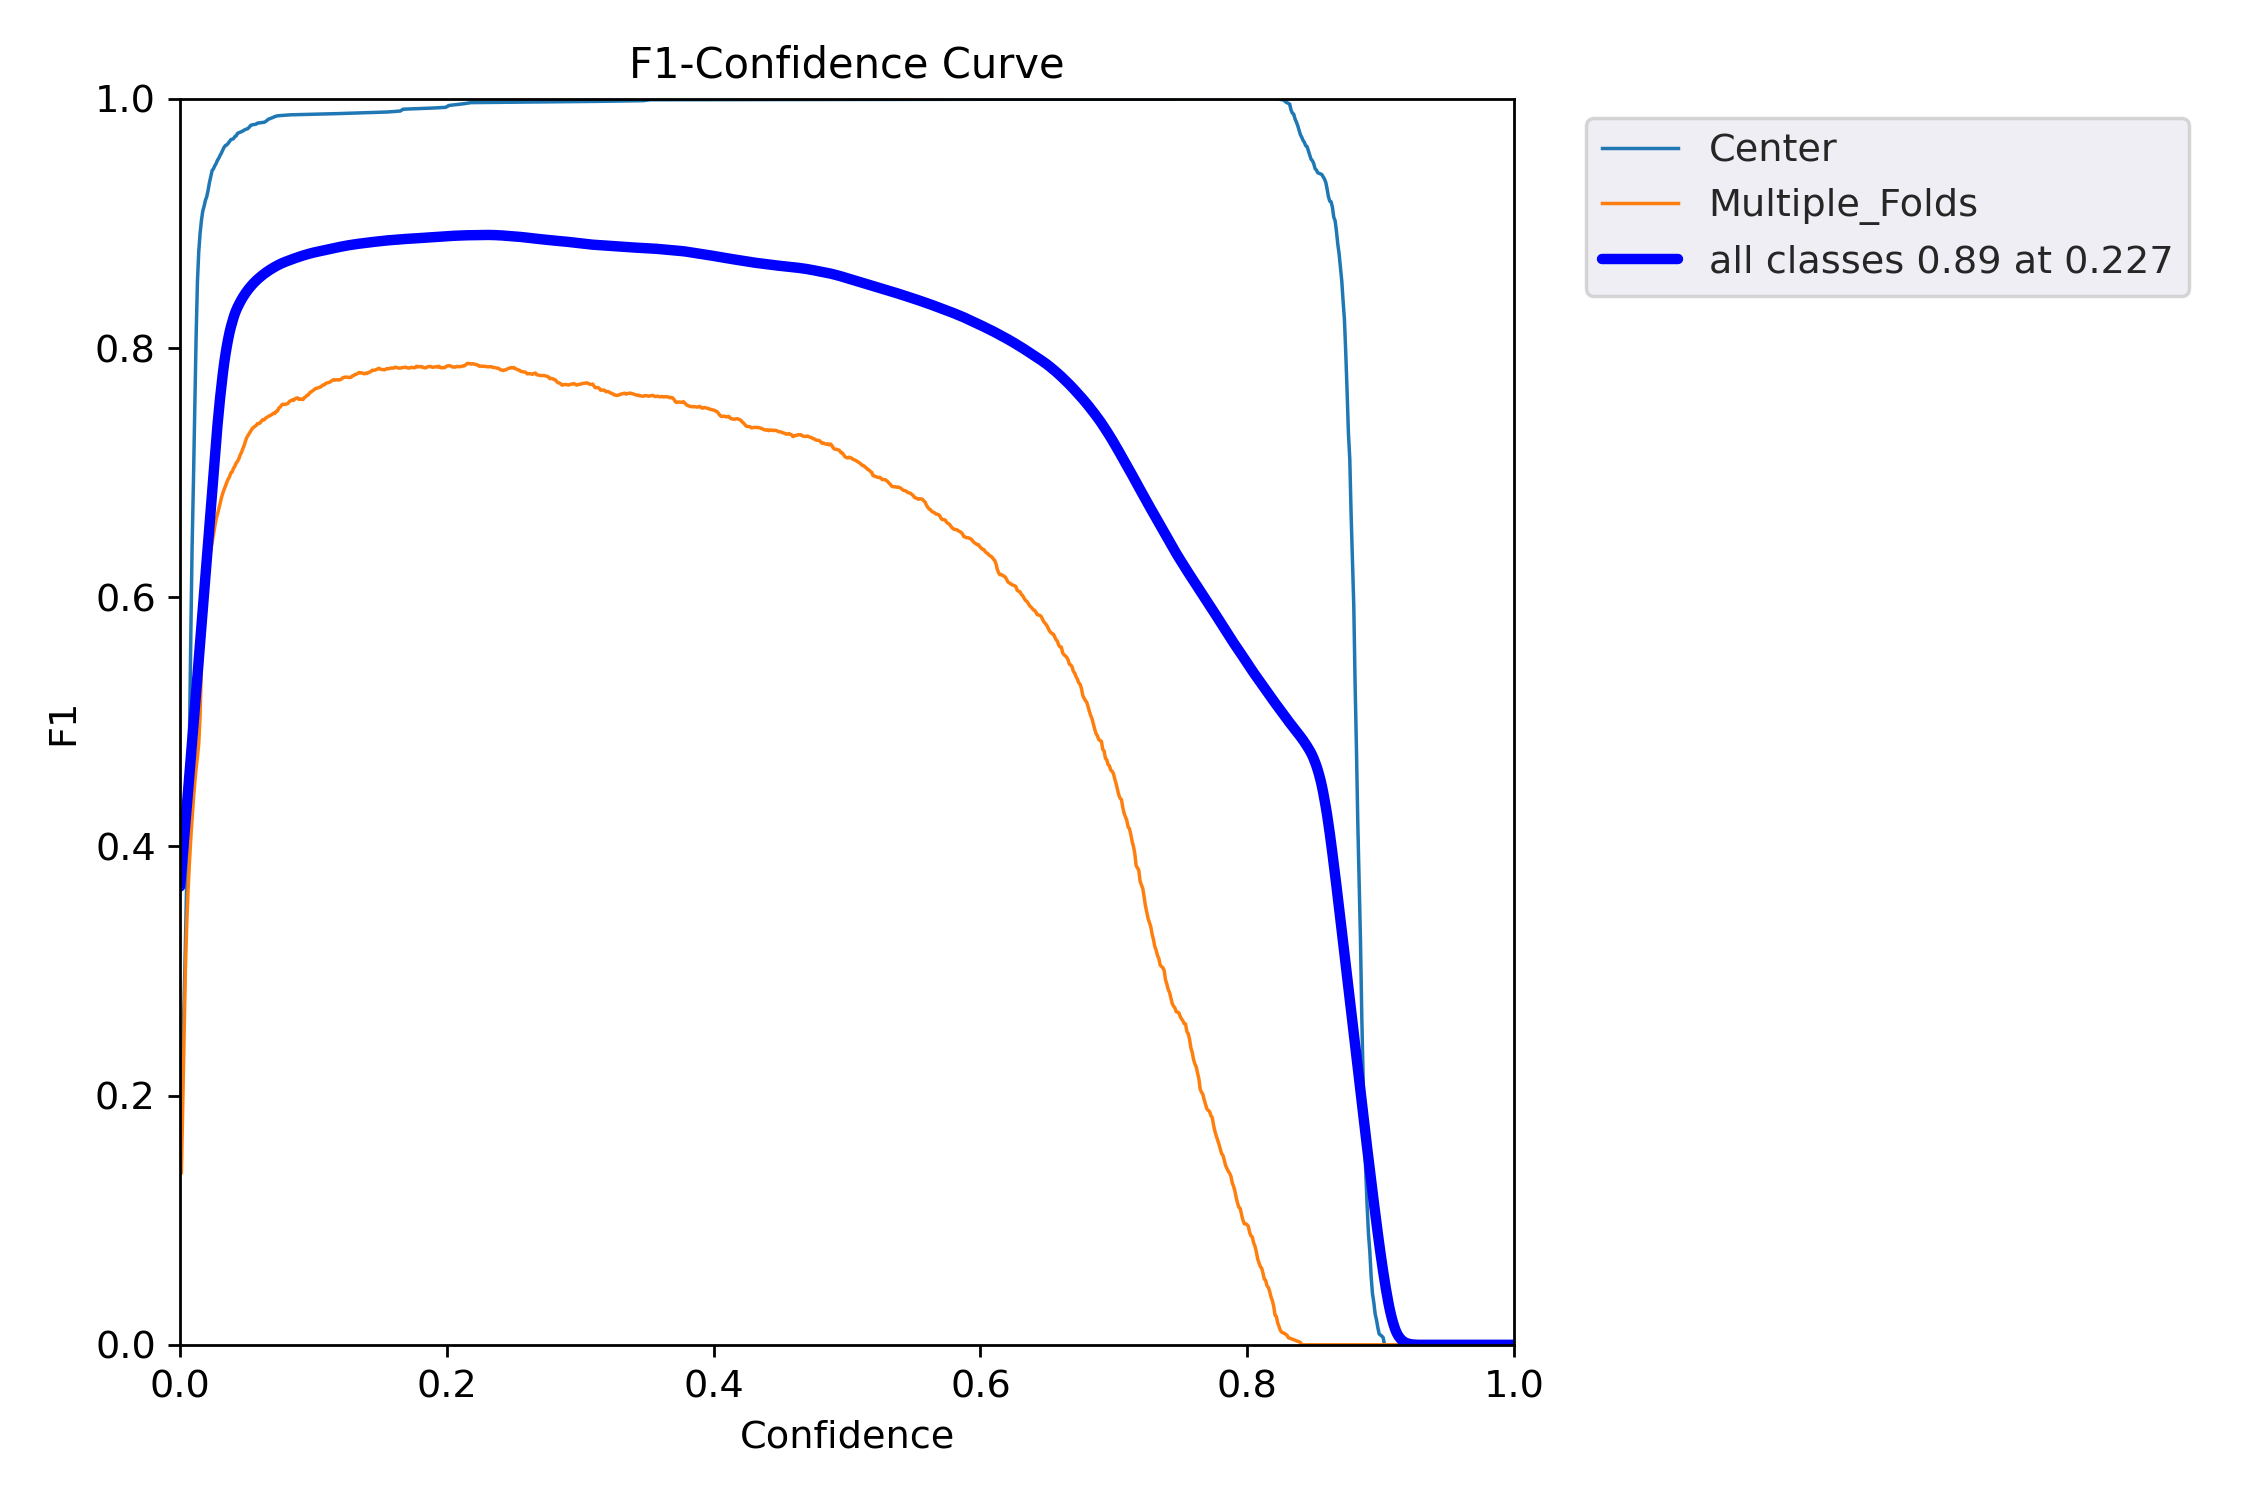 F1-Confidence Curve
1.0
0.8
0.6
0.4
0.2
0.0
F1
0.0 0.2 0.4 0.6 0.8 1.0
Confidence
Center
Multiple_Folds
all classes 0.89 at 0.227